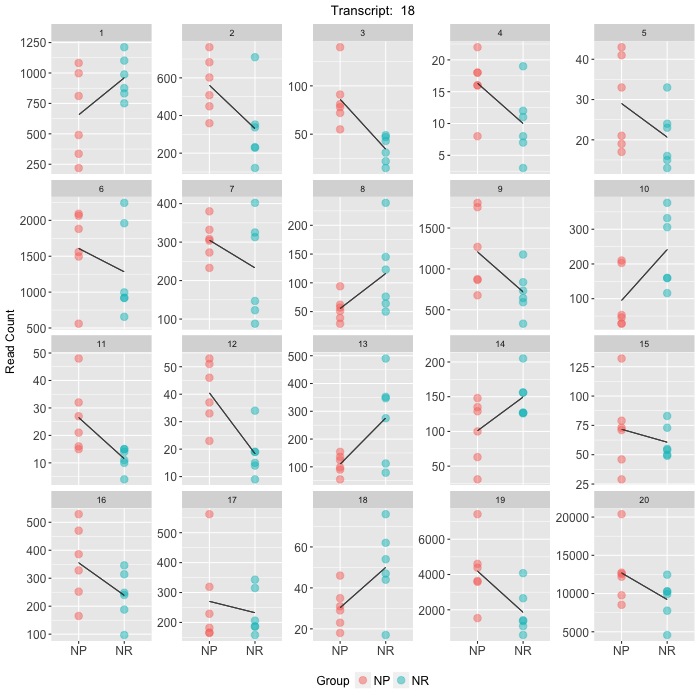 Transcript: 18
1 2 3 4 5
1250 1000 750 500 250
600 400 200
100 50
20 15 10 5
40 30 20
6 7 8 9 10
2000 1500 1000 500
400 300 200 100
200 150 100 50
1500 1000 500
300 200 100
Read Count
11 12 13 14 15
50 40 30 20 10
50 40 30 20 10
500 400 300 200 100
200 150 100 50
125 100 75 50 25
16 17 18 19 20
500 400 300 200 100
500 400 300 200
60 40 20
6000 4000 2000
20000 15000 10000 5000
NP NR NP NR NP NR NP NR NP NR
Group NP NR